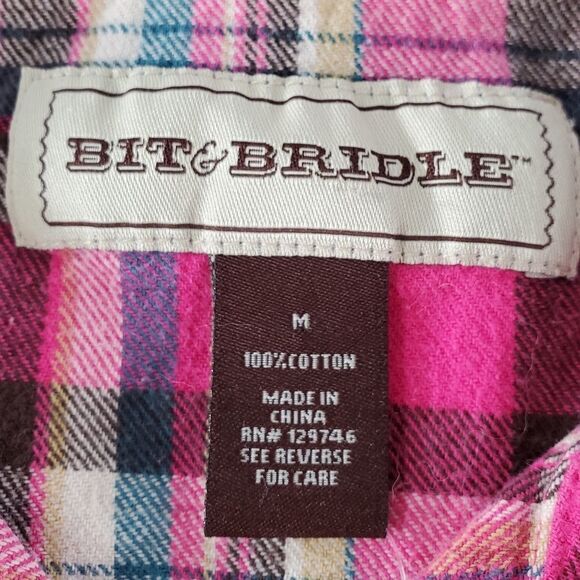 BIT & BRIDLE™
M
100% COTTON
MADE IN
CHINA
RN# 129746
SEE REVERSE
FOR CARE